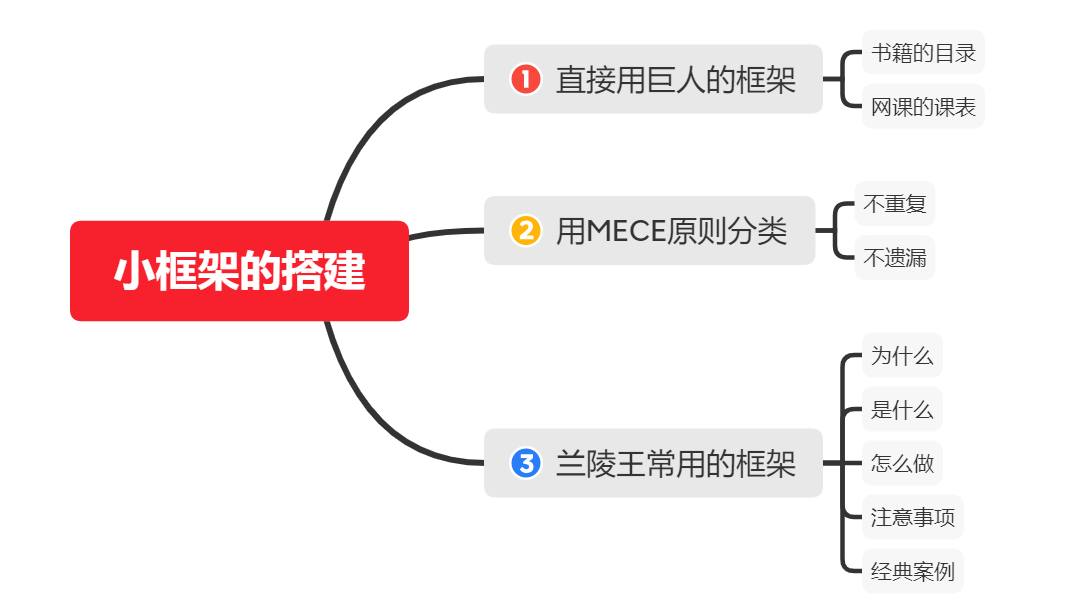 小框架的搭建
1 直接用巨人的框架
书籍的目录
网课的课表
2 用MECE原则分类
不重复
不遗漏
3 兰陵王常用的框架
为什么
是什么
怎么做
注意事项
经典案例